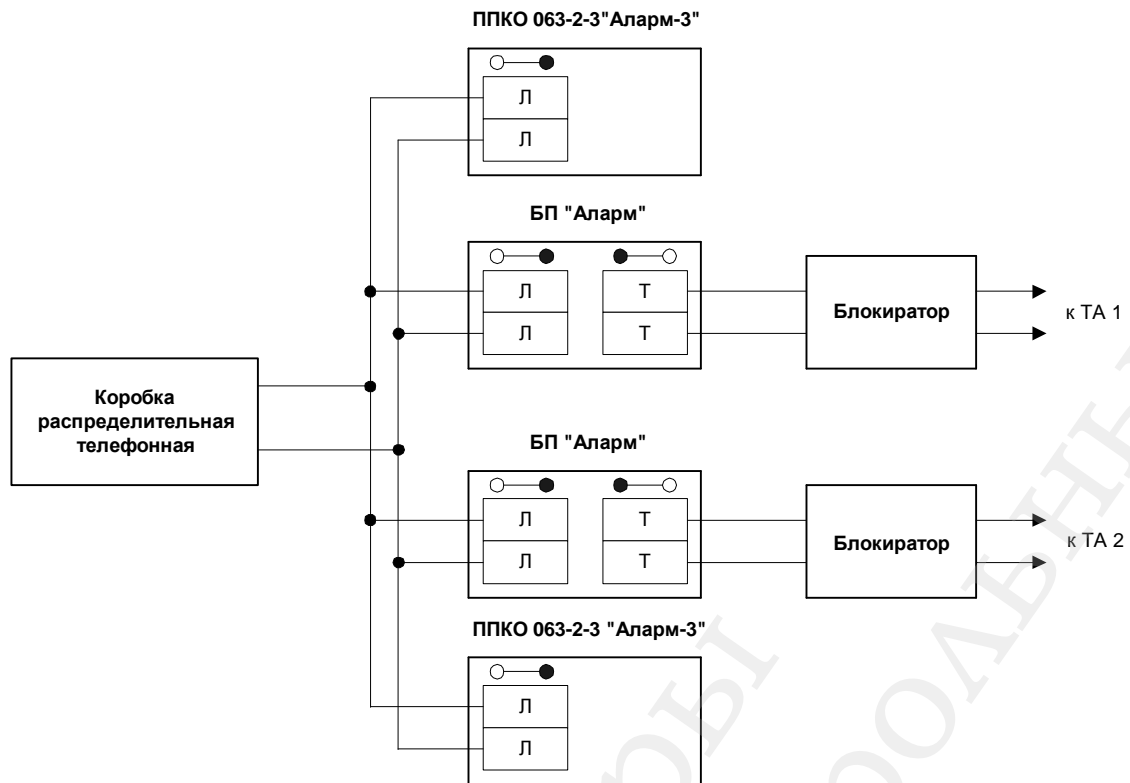 ППКО 063-2-3"Аларм-3"
Л
Л
БП "Аларм"
Л Т
Л Т
Блокиратор
к ТА 1
Коробка
распределительная
телефонная
БП "Аларм"
Л Т
Л Т
Блокиратор
к ТА 2
ППКО 063-2-3 "Аларм-3"
Л
Л